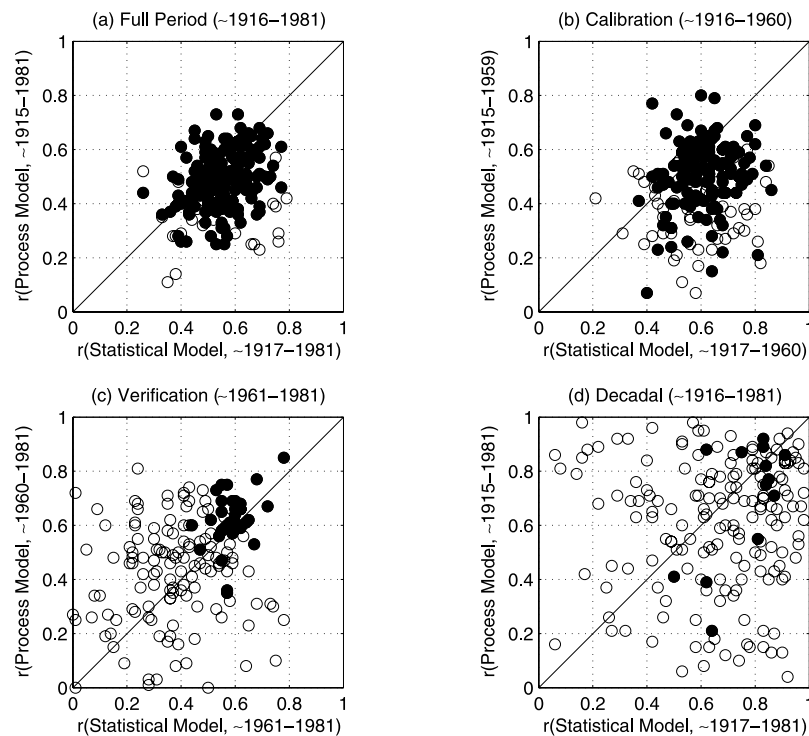 (a) Full Period (~1916−1981)
1
0.8
0.6
0.4
0.2
0
0 0.2 0.4 0.6 0.8 1
r(Process Model, ~1915−1981)
r(Statistical Model, ~1917−1981)
(b) Calibration (~1916−1960)
1
0.8
0.6
0.4
0.2
0
0 0.2 0.4 0.6 0.8 1
r(Process Model, ~1915−1959)
r(Statistical Model, ~1917−1960)
(c) Verification (~1961−1981)
1
0.8
0.6
0.4
0.2
0
0 0.2 0.4 0.6 0.8 1
r(Process Model, ~1960−1981)
r(Statistical Model, ~1961−1981)
(d) Decadal (~1916−1981)
1
0.8
0.6
0.4
0.2
0
0 0.2 0.4 0.6 0.8 1
r(Process Model, ~1915−1981)
r(Statistical Model, ~1917−1981)